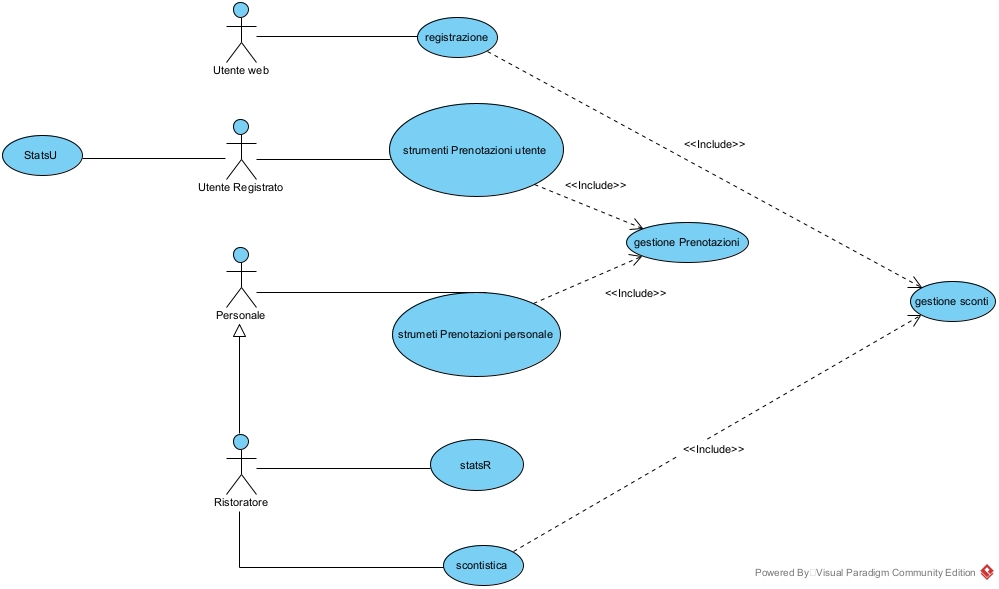 registrazione
Utente web
<<Include>>
strumenti Prenotazioni utente
StatsU
<<Include>>
Utente Registrato
gestione Prenotazioni
<<Include>>
gestione sconti
Personale
strumeti Prenotazioni personale
<<Include>>
statsR
Ristoratore
scontistica
Powered By Visual Paradigm Community Edition